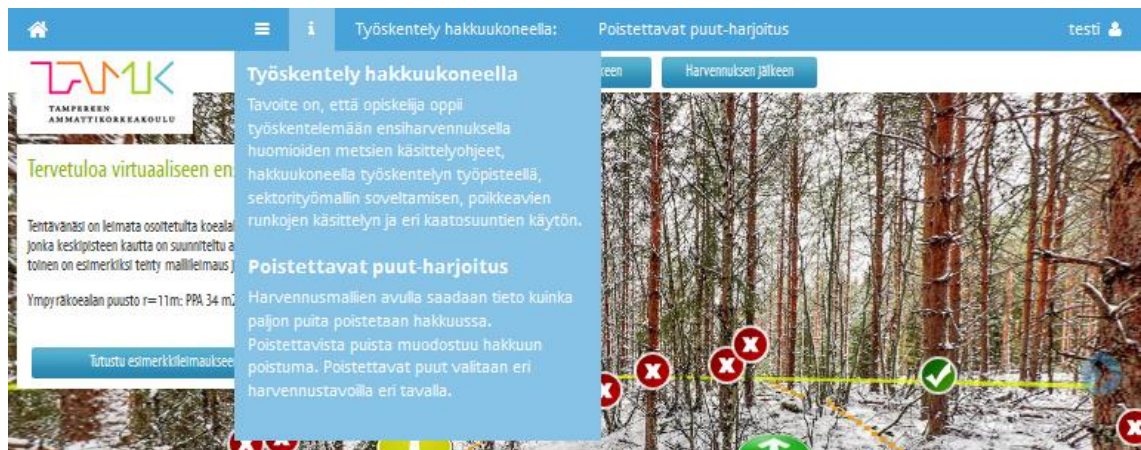 i Työskentely hakkuukoneella: Poistettavat puut-harjoitus testi
TAMK
TAMPEREEN
AMMATTIKORKEAKOULU
Tervetuloa virtuaaliseen en
Tehtävänäsi on leimata osoitetulta koealal
jonka keskipisteen kautta on suunniteltu a
toinen on esimerkiksi tehty mallileimaus j
Ympyräkoealan puusto r=11m: PPA 34 m2
Tutustu esimerkkileimaukseen
Työskentely hakkuukoneella
Tavoite on, että opiskelija oppii
työskentelemään ensiharvennuksella
huomioiden metsien käsittelyohjeet,
hakkuukoneella työskentelyn työpisteellä,
sektorityömallin soveltamisen, poikkeavien
runkojen käsittelyn ja eri kaatosuuntien käytön.
Poistettavat puut-harjoitus
Harvennusmallien avulla saadaan tieto kuinka
paljon puita poistetaan hakkuussa.
Poistettavista puista muodostuu hakkuun
poistuma. Poistettavat puut valitaan eri
harvennustavoilla eri tavalla.
keen Harvennuksen jälkeen